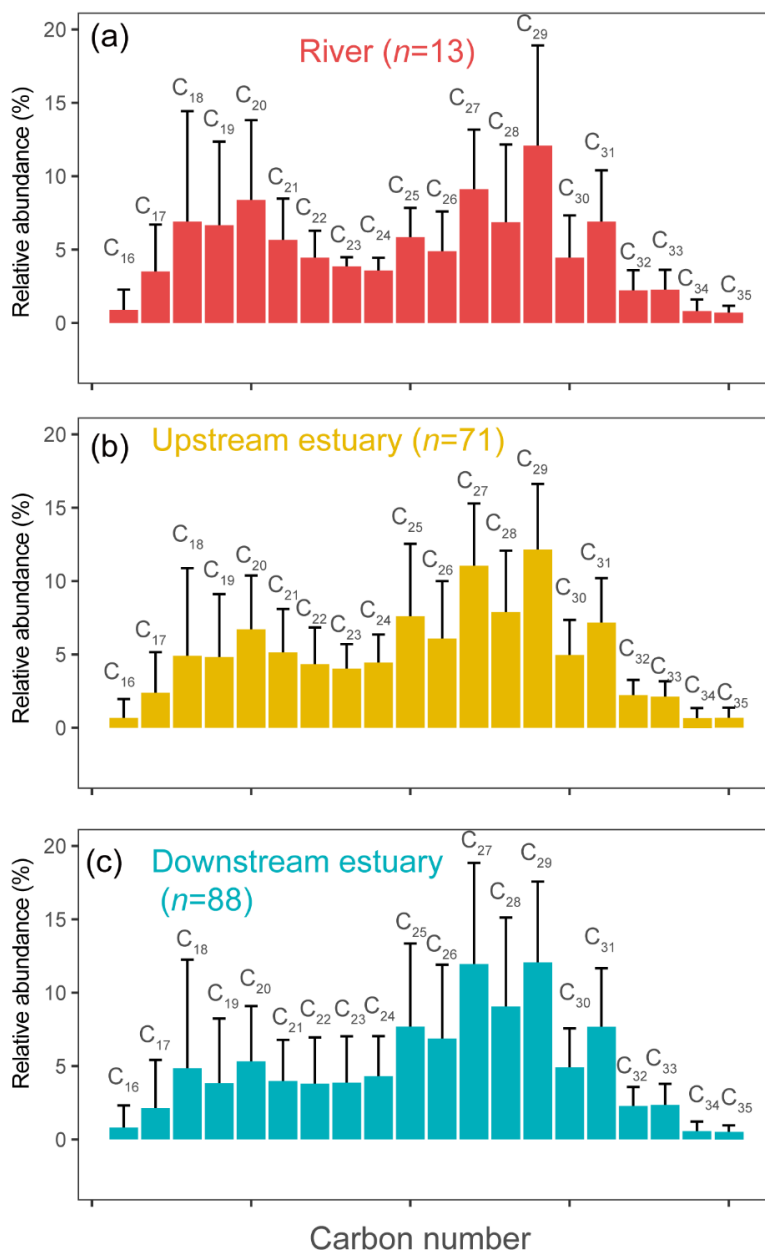 (a) River (n=13)
Relative abundance (%)
20
15
10
5
0
C16 C17 C18 C19 C20 C21 C22 C23 C24 C25 C26 C27 C28 C29 C30 C31 C32 C33 C34 C35
(b) Upstream estuary (n=71)
Relative abundance (%)
20
15
10
5
0
C16 C17 C18 C19 C20 C21 C22 C23 C24 C25 C26 C27 C28 C29 C30 C31 C32 C33 C34 C35
(c) Downstream estuary
(n=88)
Relative abundance (%)
20
15
10
5
0
C16 C17 C18 C19 C20 C21 C22 C23 C24 C25 C26 C27 C28 C29 C30 C31 C32 C33 C34 C35
Carbon number